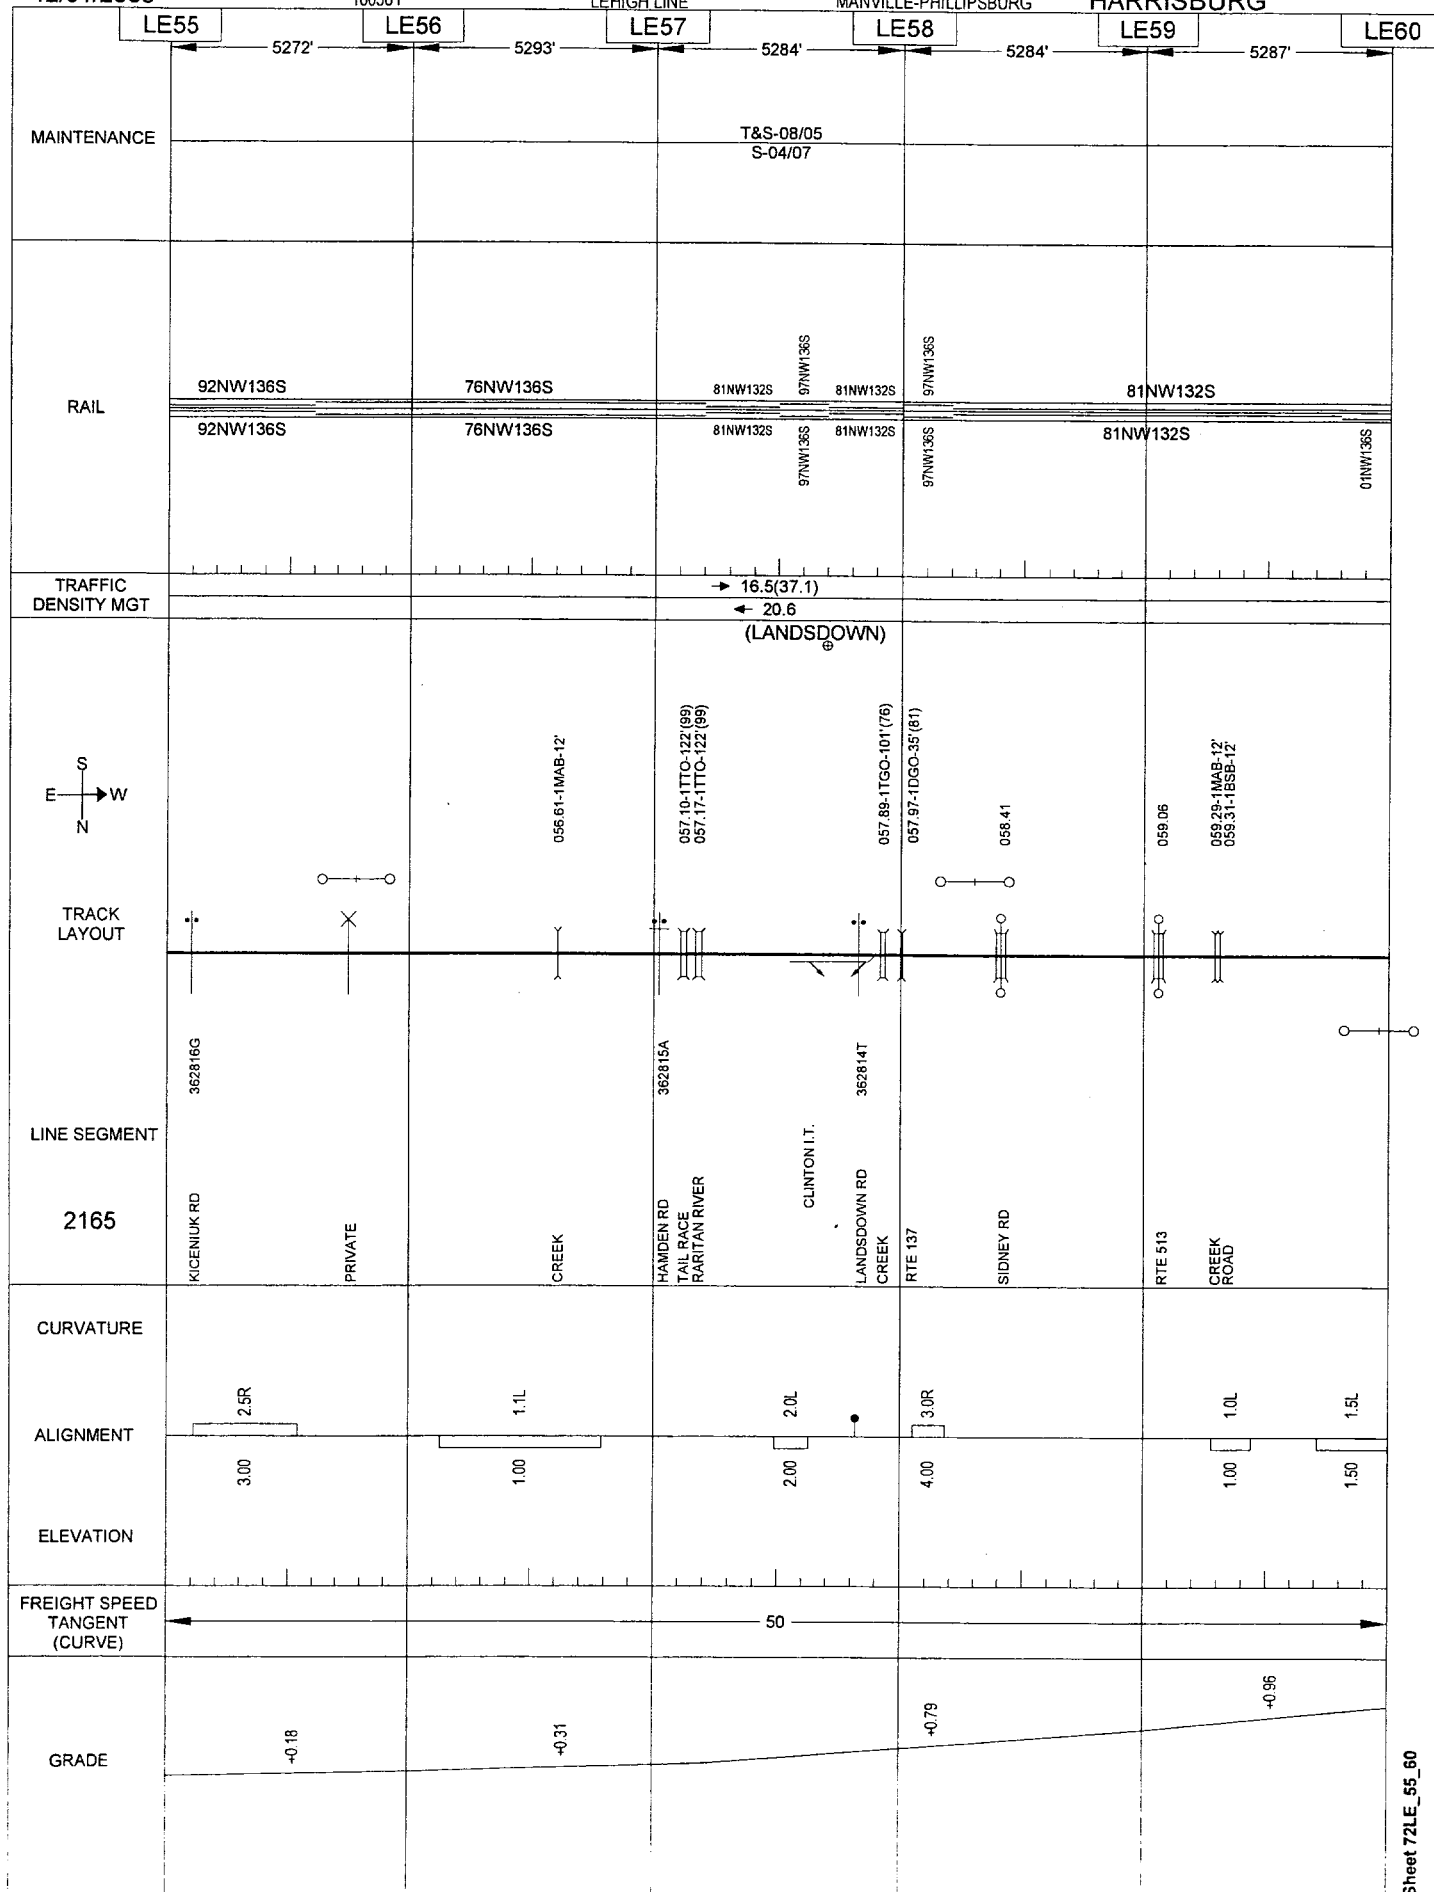 LEHIGH LINE
MANVILLE-PHILLIPSBURG
HARRISBURG
LE55
LE56
LE57
LE58
LE59
LE60
5272'
5293'
5284'
5284'
5287'
MAINTENANCE
T&S-08/05
S-04/07
RAIL
92NW136S
76NW136S
81NW132S
97NW136S
81NW132S
97NW136S
81NW132S
92NW136S
76NW136S
81NW132S
97NW136S
81NW132S
97NW136S
81NW132S
01NW136S
TRAFFIC
DENSITY MGT
16.5(37.1)
20.6
(LANDSDOWN)
S
E
W
N
056.61-1MAB-12'
057.10-1TTO-122'(99)
057.17-1TTO-122'(99)
057.89-1TGO-101'(76)
057.97-1DGO-35'(81)
058.41
059.06
059.29-1MAB-12'
059.31-1BSB-12'
TRACK
LAYOUT
362816G
362815A
362814T
LINE SEGMENT
2165
KICENIUK RD
PRIVATE
CREEK
HAMDEN RD
TAIL RACE
RARITAN RIVER
CLINTON I.T.
LANDSDOWN RD
CREEK
RTE 137
SIDNEY RD
RTE 513
CREEK
ROAD
CURVATURE
2.5R
1.1L
2.0L
3.0R
1.0L
1.5L
ALIGNMENT
3.00
1.00
2.00
4.00
1.00
1.50
ELEVATION
FREIGHT SPEED
TANGENT
(CURVE)
50
GRADE
+0.18
+0.31
+0.79
+0.96
Sheet 72LE_55_60